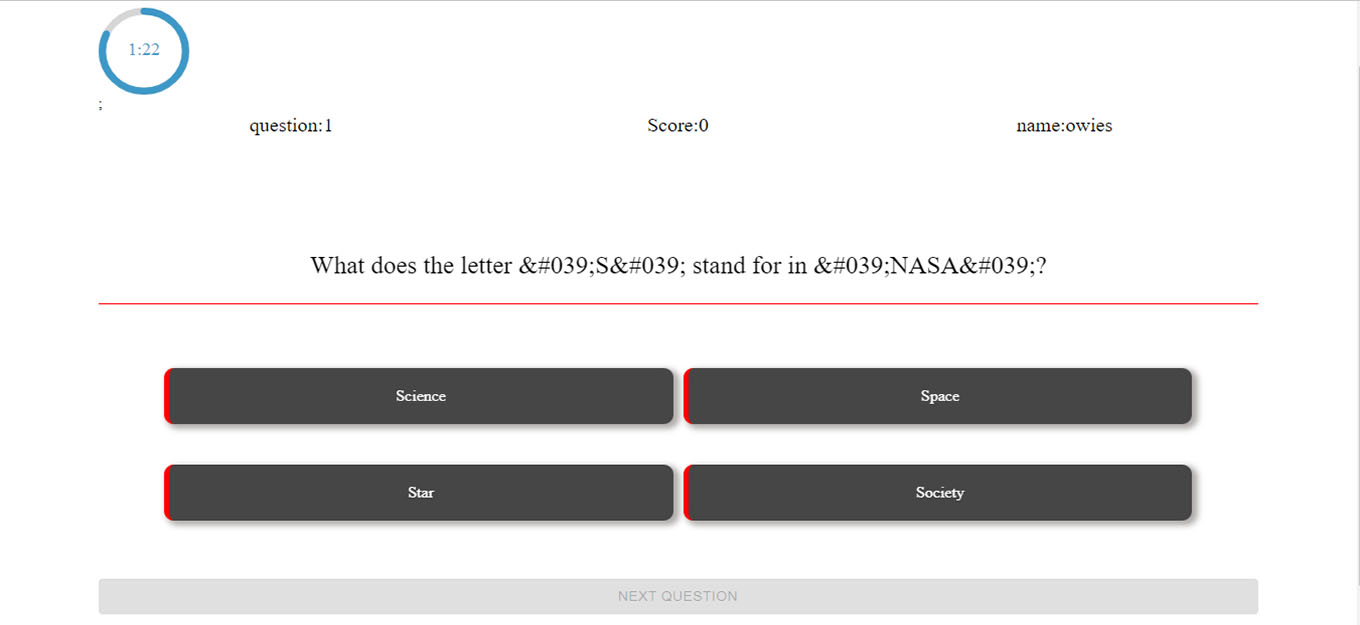 1:22
;
question:1 Score:0 name:owies
What does the letter &#039;S&#039; stand for in &#039;NASA&#039;?
Science Space
Star Society
NEXT QUESTION